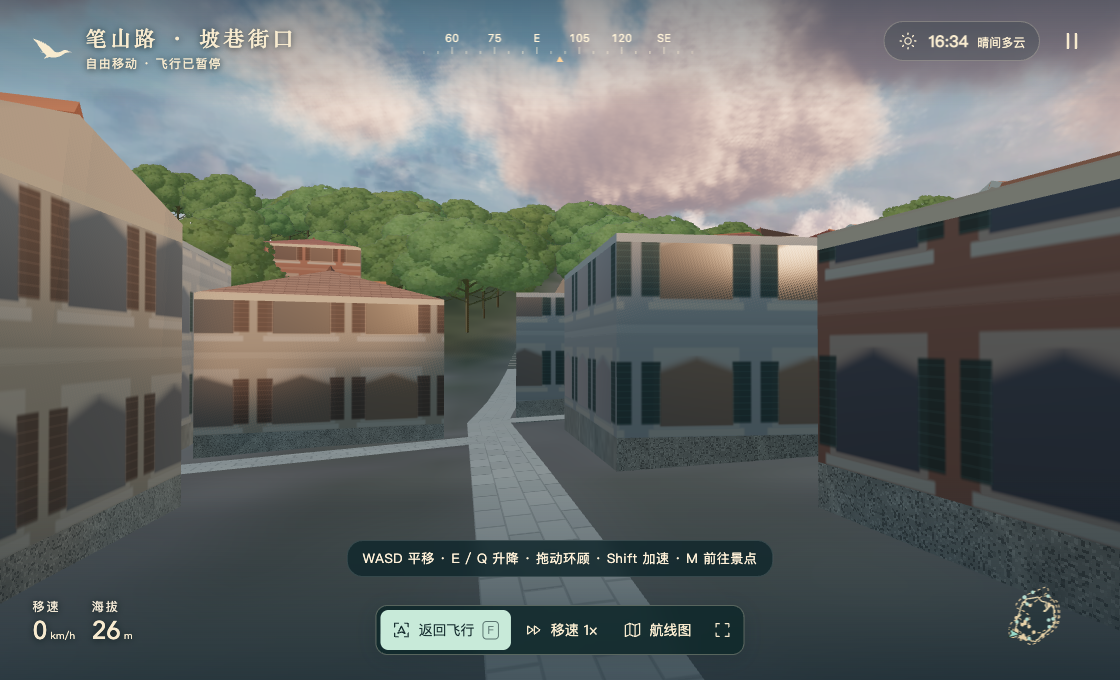 笔山路 · 坡巷街口
自由移动 · 飞行已暂停
60 75 E 105 120 SE
16:34 晴间多云
WASD 平移 · E / Q 升降 · 拖动环顾 · Shift 加速 · M 前往景点
移速 海拔
0 km/h 26 m
A 返回飞行 F 移速 1x 航线图